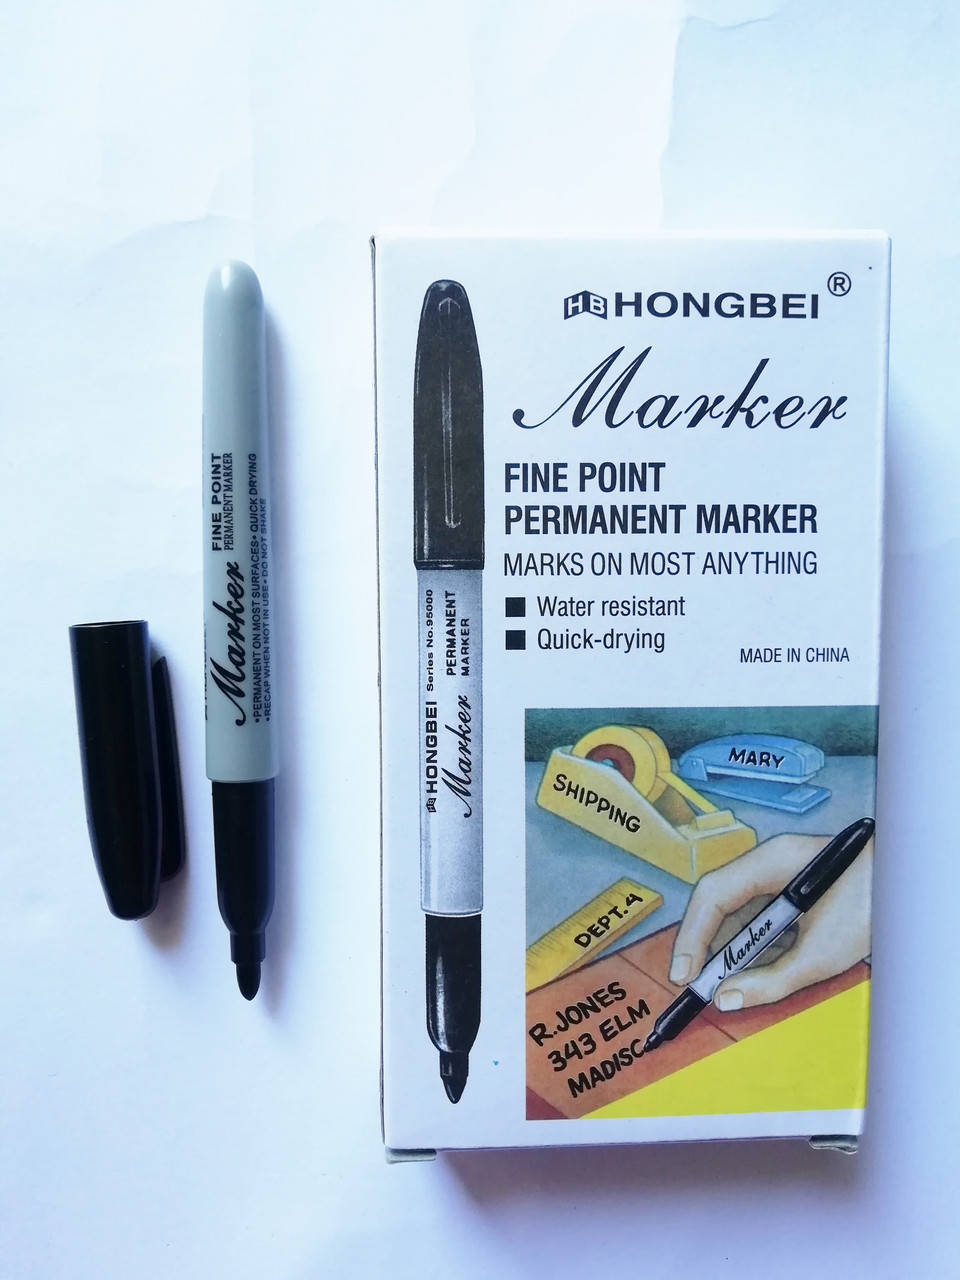 FINE POINT
PERMANENT MARKER
Marker
•PERMANENT ON MOST SURFACES• QUICK DRYING
•RECAP WHEN NOT IN USE• DO NOT SHAKE
HB HONGBEI ®
Marker
FINE POINT
PERMANENT MARKER
MARKS ON MOST ANYTHING
■ Water resistant
■ Quick-drying
MADE IN CHINA
HB HONGBEI Series No.95000
Marker PERMANENT
MARKER
SHIPPING
MARY
DEPT. 4
Marker
R.JONES
343 ELM
MADISC